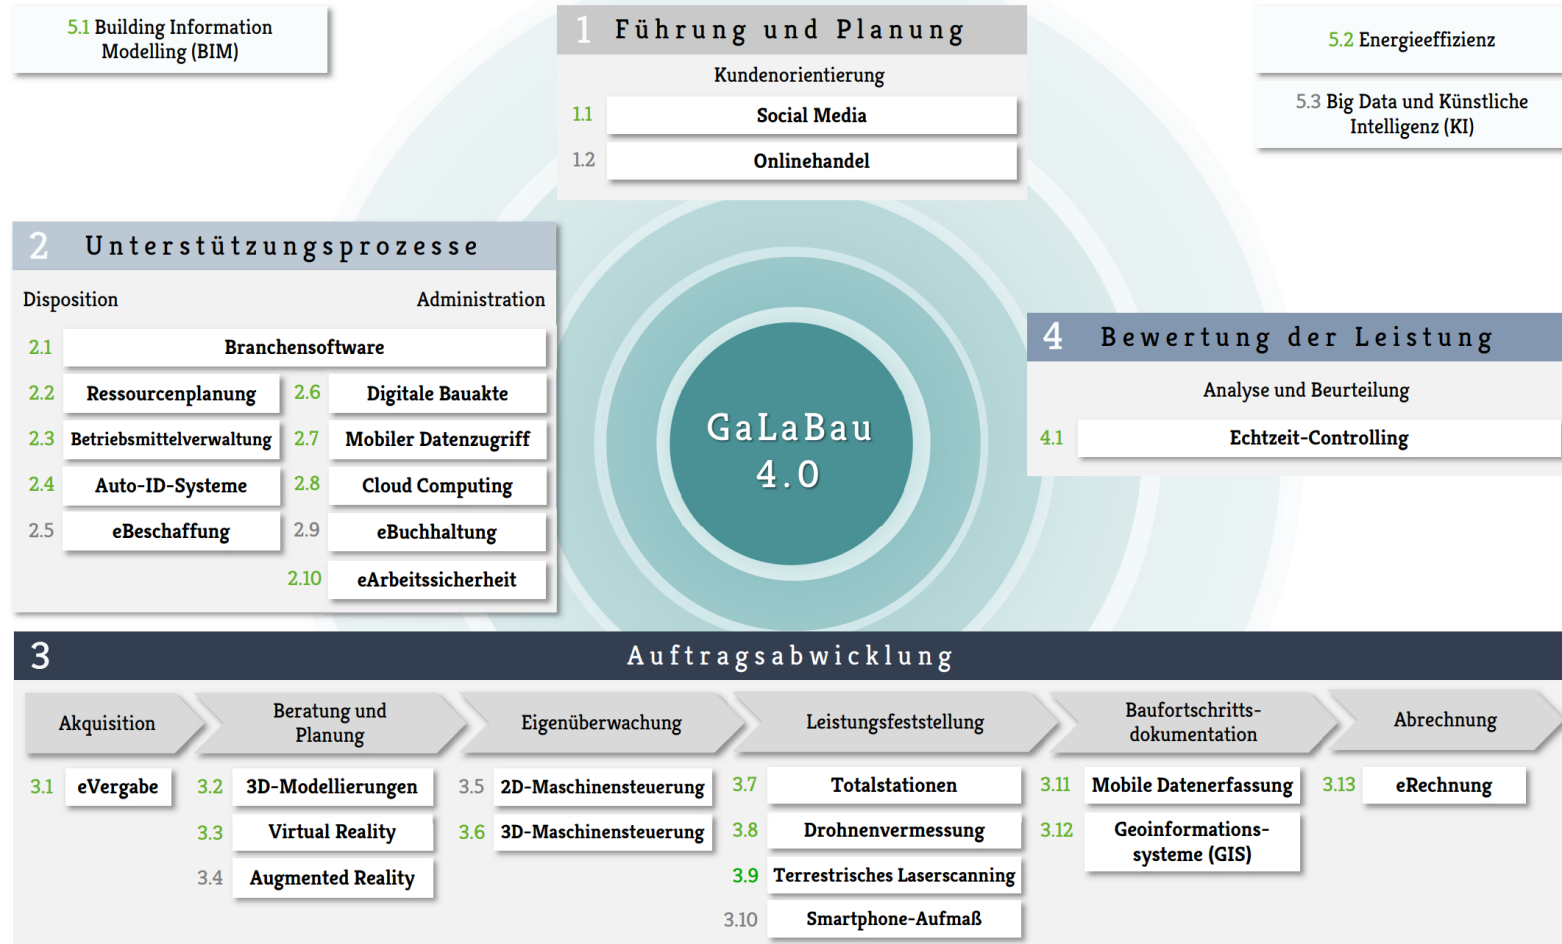 5.1 Building Information
Modelling (BIM)
1 Führung und Planung
Kundenorientierung
1.1 Social Media
1.2 Onlinehandel
5.2 Energieeffizienz
5.3 Big Data und Künstliche
Intelligenz (KI)
2 Unterstützungsprozesse
Disposition Administration
2.1 Branchensoftware
2.2 Ressourcenplanung 2.6 Digitale Bauakte
2.3 Betriebsmittelverwaltung 2.7 Mobiler Datenzugriff
2.4 Auto-ID-Systeme 2.8 Cloud Computing
2.5 eBeschaffung 2.9 eBuchhaltung
2.10 eArbeitssicherheit
GaLaBau
4.0
4 Bewertung der Leistung
Analyse und Beurteilung
4.1 Echtzeit-Controlling
3 Auftragsabwicklung
Akquisition
3.1 eVergabe
Beratung und
Planung
3.2 3D-Modellierungen
3.3 Virtual Reality
3.4 Augmented Reality
Eigenüberwachung
3.5 2D-Maschinensteuerung
3.6 3D-Maschinensteuerung
Leistungsfeststellung
3.7 Totalstationen
3.8 Drohnenvermessung
3.9 Terrestrisches Laserscanning
3.10 Smartphone-Aufmaß
Baufortschritts-
dokumentation
3.11 Mobile Datenerfassung
3.12 Geoinformations-
systeme (GIS)
Abrechnung
3.13 eRechnung